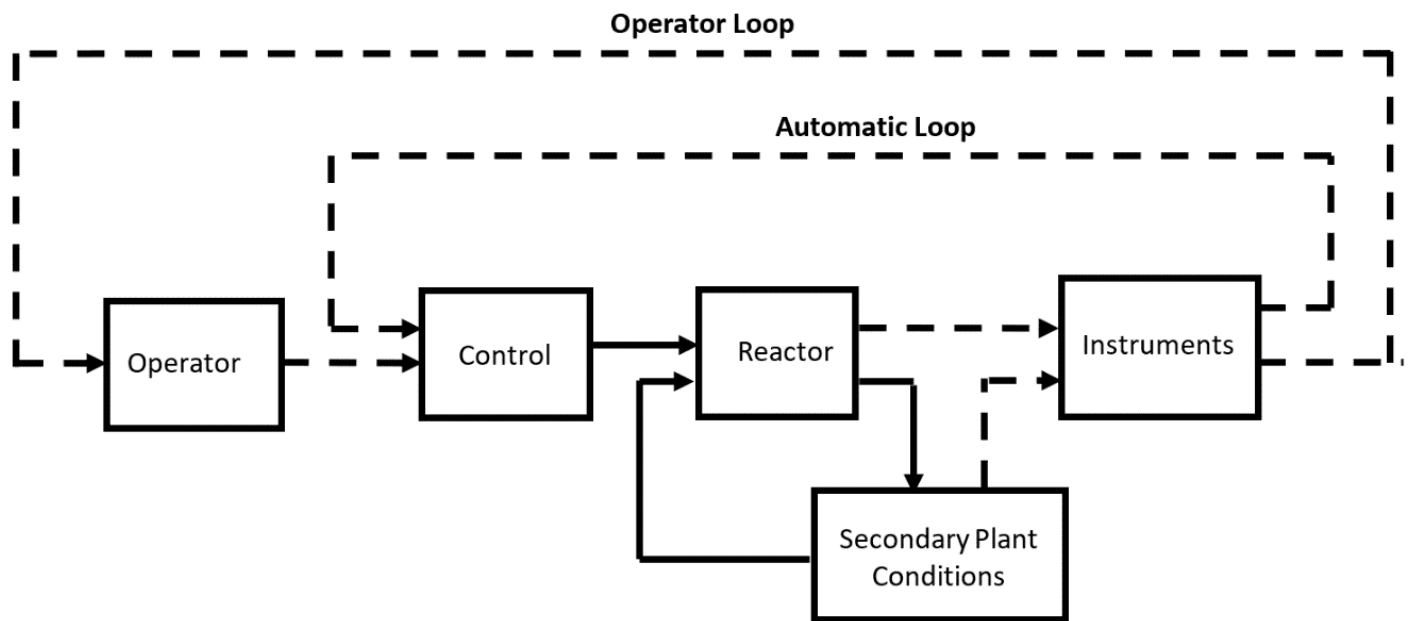 Operator Loop
Automatic Loop
Operator
Control
Reactor
Instruments
Secondary Plant
Conditions